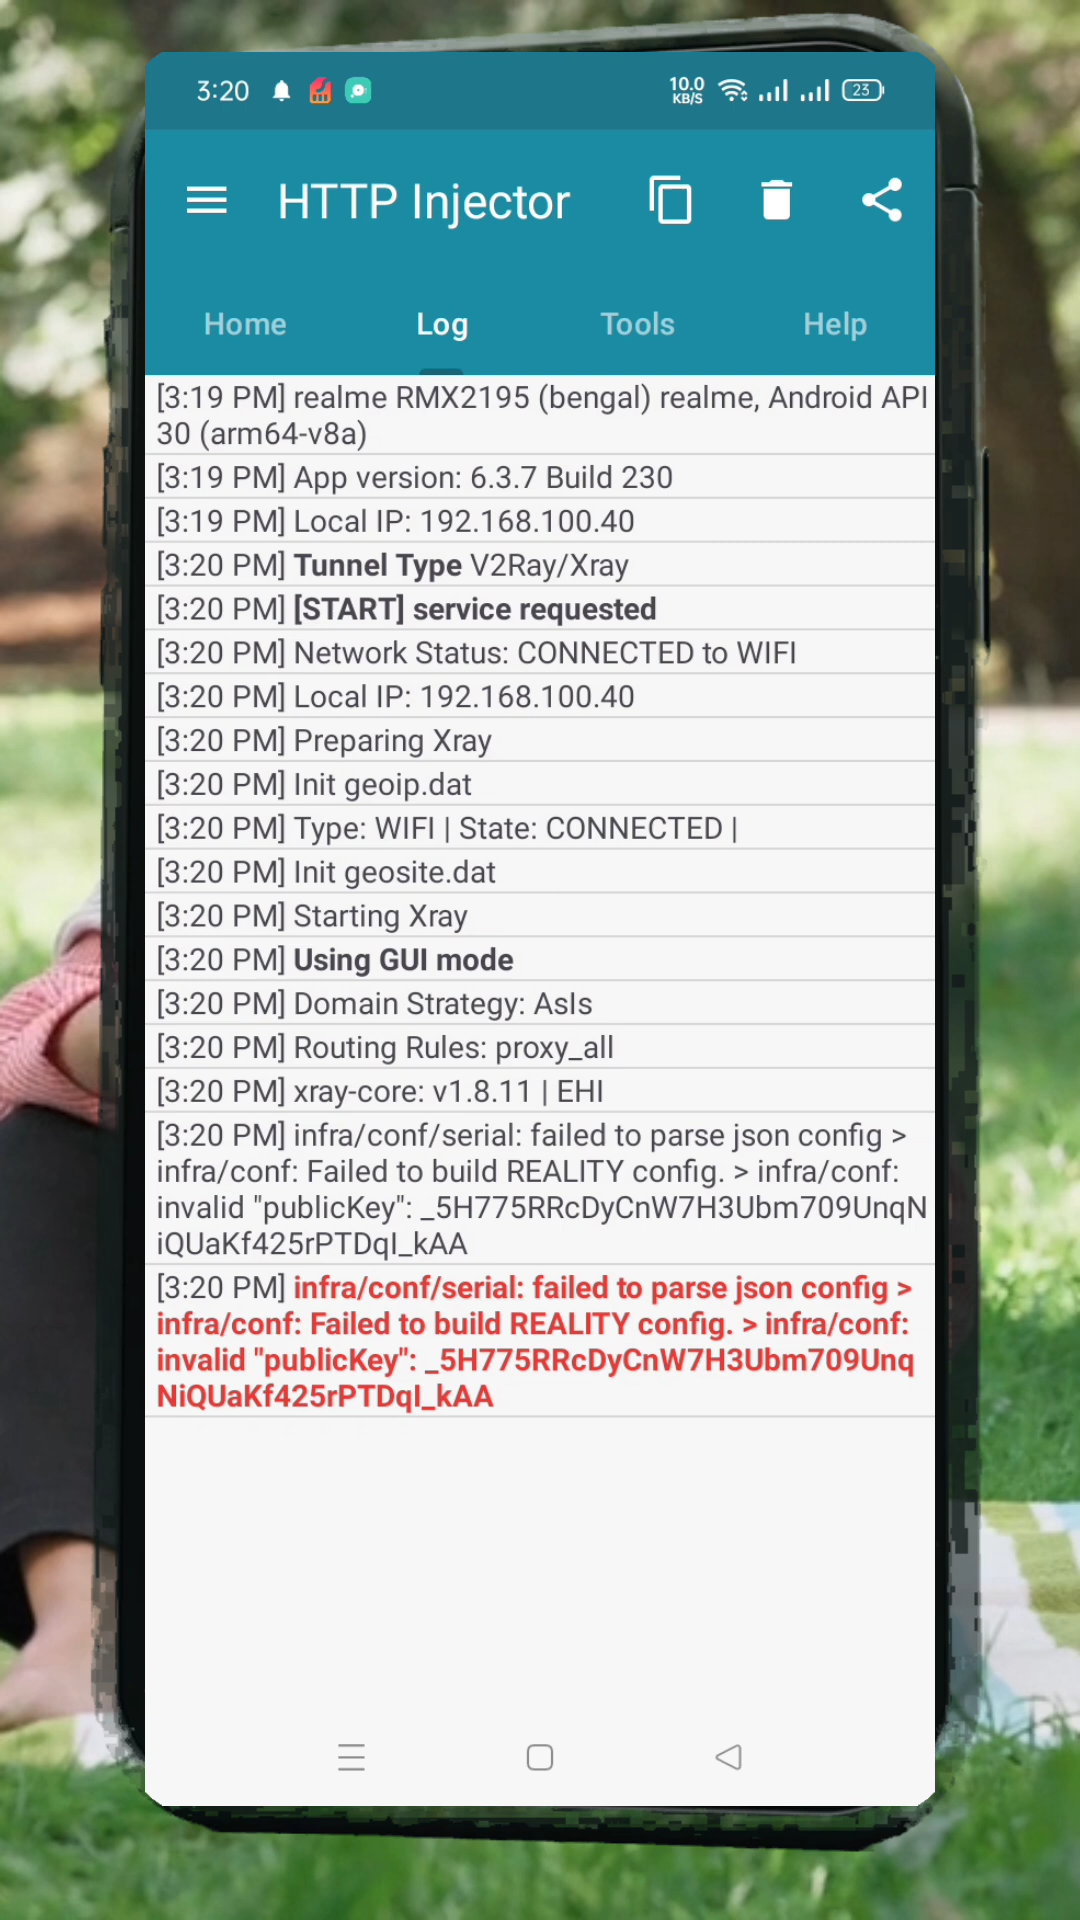 3:20
10.0
KB/S
23
HTTP Injector
Home Log Tools Help
[3:19 PM] realme RMX2195 (bengal) realme, Android API
30 (arm64-v8a)
[3:19 PM] App version: 6.3.7 Build 230
[3:19 PM] Local IP: 192.168.100.40
[3:20 PM] Tunnel Type V2Ray/Xray
[3:20 PM] [START] service requested
[3:20 PM] Network Status: CONNECTED to WIFI
[3:20 PM] Local IP: 192.168.100.40
[3:20 PM] Preparing Xray
[3:20 PM] Init geoip.dat
[3:20 PM] Type: WIFI | State: CONNECTED |
[3:20 PM] Init geosite.dat
[3:20 PM] Starting Xray
[3:20 PM] Using GUI mode
[3:20 PM] Domain Strategy: AsIs
[3:20 PM] Routing Rules: proxy_all
[3:20 PM] xray-core: v1.8.11 | EHI
[3:20 PM] infra/conf/serial: failed to parse json config >
infra/conf: Failed to build REALITY config. > infra/conf:
invalid "publicKey": _5H775RRcDyCnW7H3Ubm709UnqN
iQUaKf425rPTDqI_kAA
[3:20 PM] infra/conf/serial: failed to parse json config >
infra/conf: Failed to build REALITY config. > infra/conf:
invalid "publicKey": _5H775RRcDyCnW7H3Ubm709Unq
NiQUaKf425rPTDqI_kAA